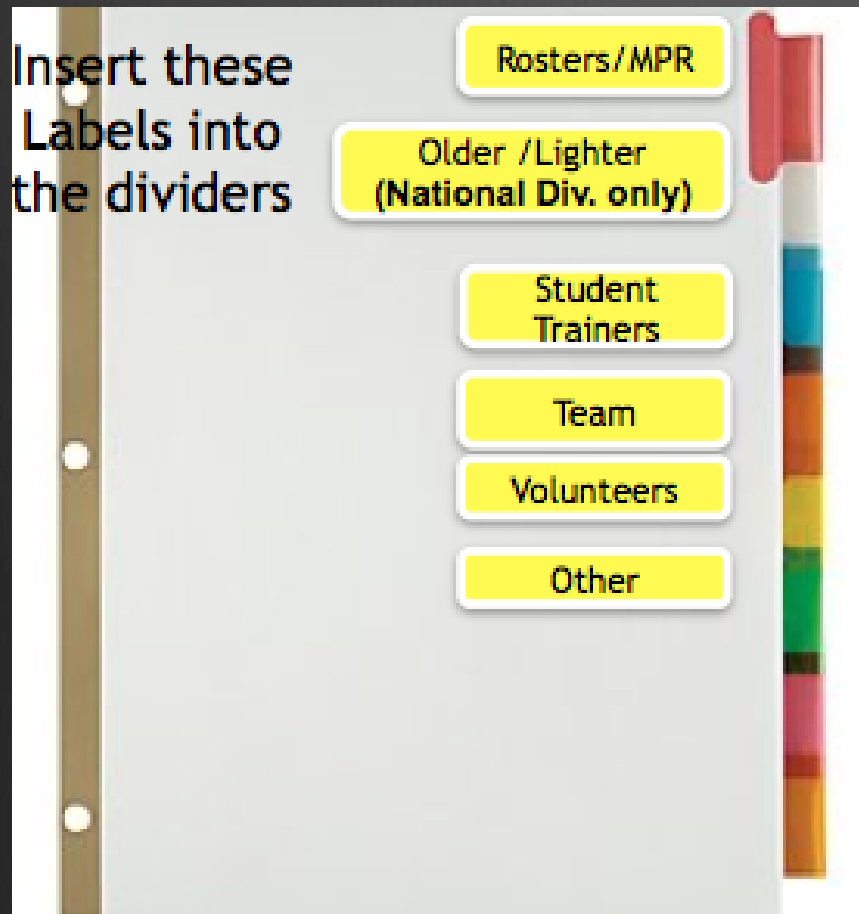 Insert these
Labels into
the dividers
Rosters/MPR
Older /Lighter
(National Div. only)
Student
Trainers
Team
Volunteers
Other